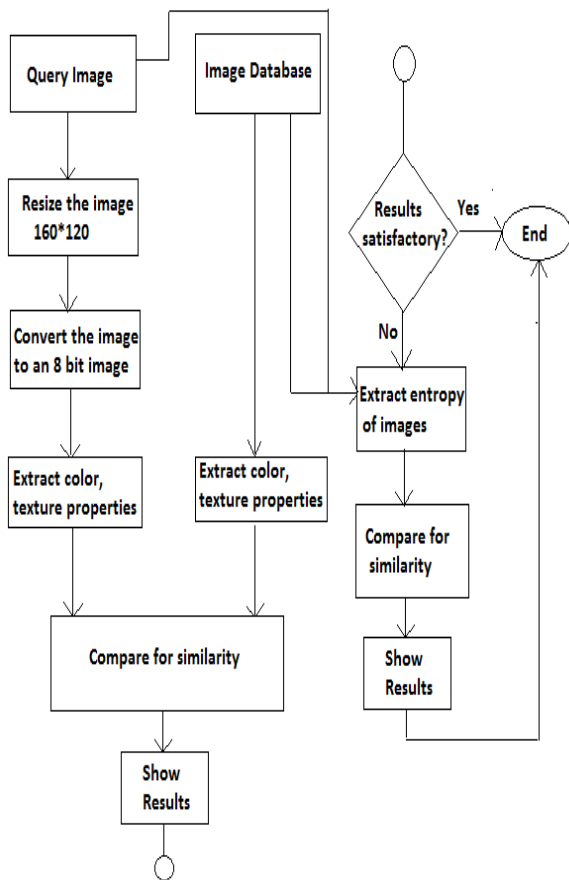 Query Image
Image Database
Resize the image
160*120
Convert the image
to an 8 bit image
Extract color,
texture properties
Extract color,
texture properties
Compare for similarity
Show
Results
Results
satisfactory?
Yes
End
No
Extract entropy
of images
Compare for
similarity
Show
Results